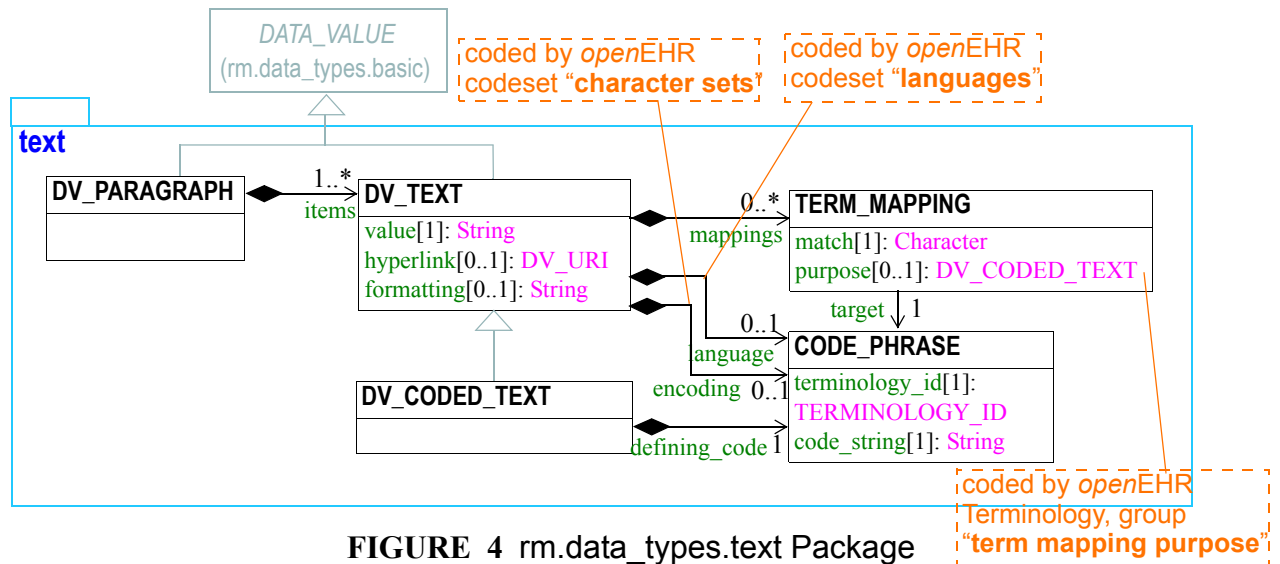 DATA_VALUE
(rm.data_types.basic)
coded by openEHR
codeset “character sets”
coded by openEHR
codeset “languages”
text
DV_PARAGRAPH
1..*
items
DV_TEXT
value[1]: String
hyperlink[0..1]: DV_URI
formatting[0..1]: String
0..*
mappings
TERM_MAPPING
match[1]: Character
purpose[0..1]: DV_CODED_TEXT
target
1
0..1
language
encoding
0..1
CODE_PHRASE
terminology_id[1]:
TERMINOLOGY_ID
code_string[1]: String
DV_CODED_TEXT
defining_code
1
coded by openEHR
Terminology, group
“term mapping purpose”
FIGURE 4 rm.data_types.text Package